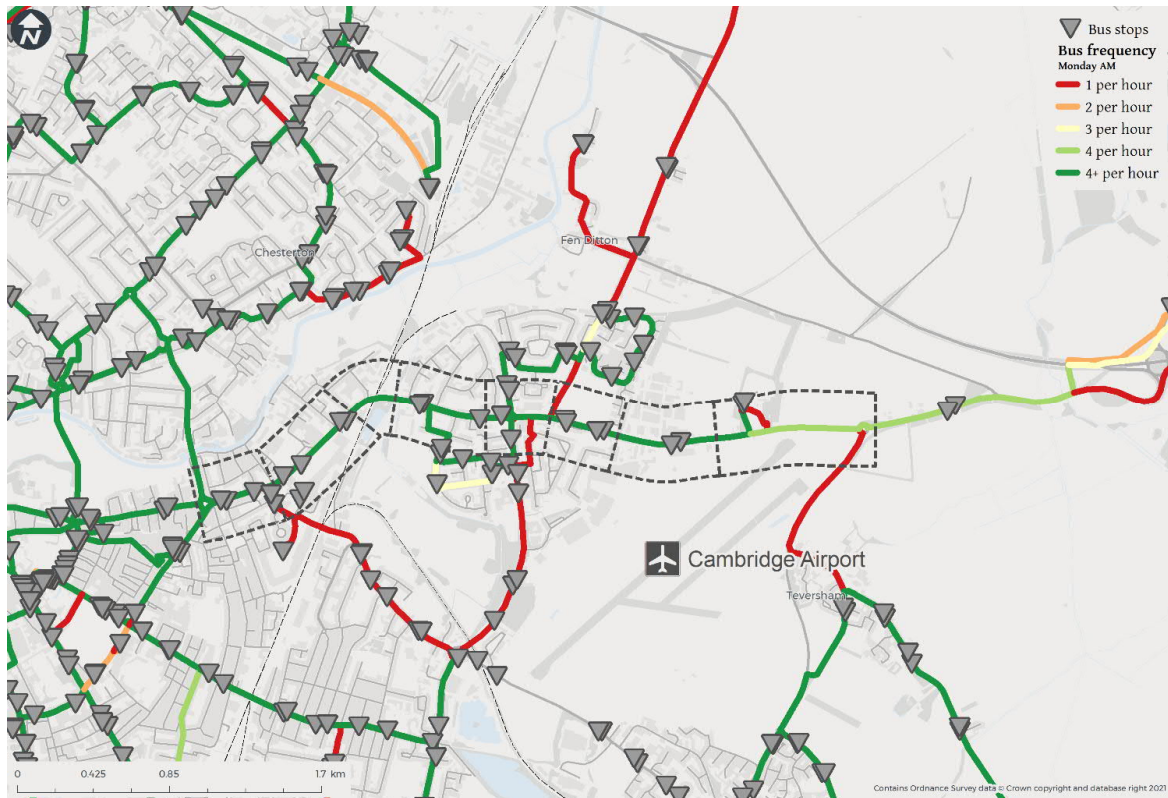 N
Bus stops
Bus frequency
Monday AM
1 per hour
2 per hour
3 per hour
4 per hour
4+ per hour
Chesterton
Fen Ditton
Cambridge Airport
Teversham
0 0.425 0.85 1.7 km
Contains Ordnance Survey data © Crown copyright and database right 2021